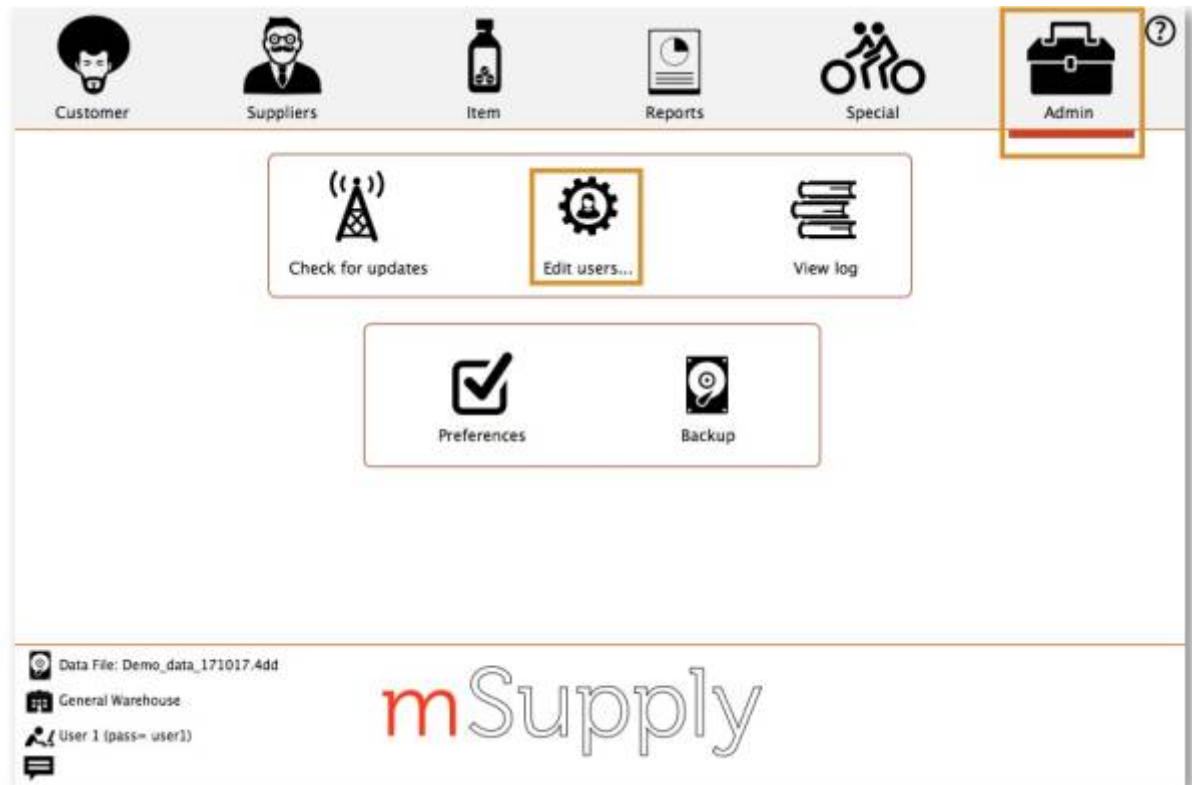 Customer Suppliers Item Reports Special Admin ?
Check for updates Edit users... View log
Preferences Backup
Data File: Demo_data_171017.4dd
General Warehouse
User 1 (pass= user1)
mSupply